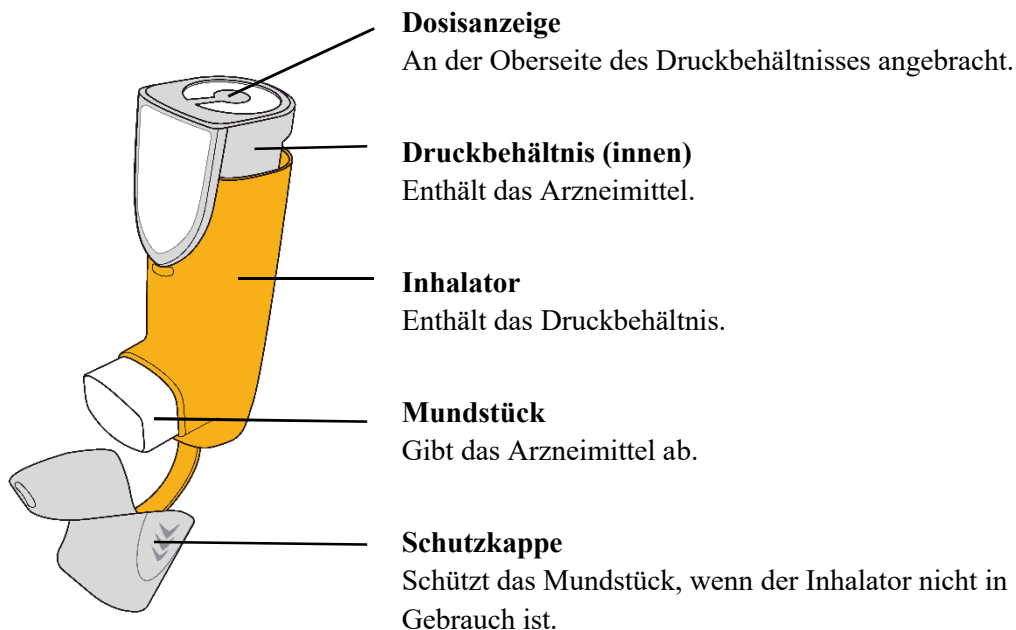 Dosisanzeige
An der Oberseite des Druckbehältnisses angebracht.
Druckbehältnis (innen)
Enthält das Arzneimittel.
Inhalator
Enthält das Druckbehältnis.
Mundstück
Gibt das Arzneimittel ab.
Schutzkappe
Schützt das Mundstück, wenn der Inhalator nicht in
Gebrauch ist.